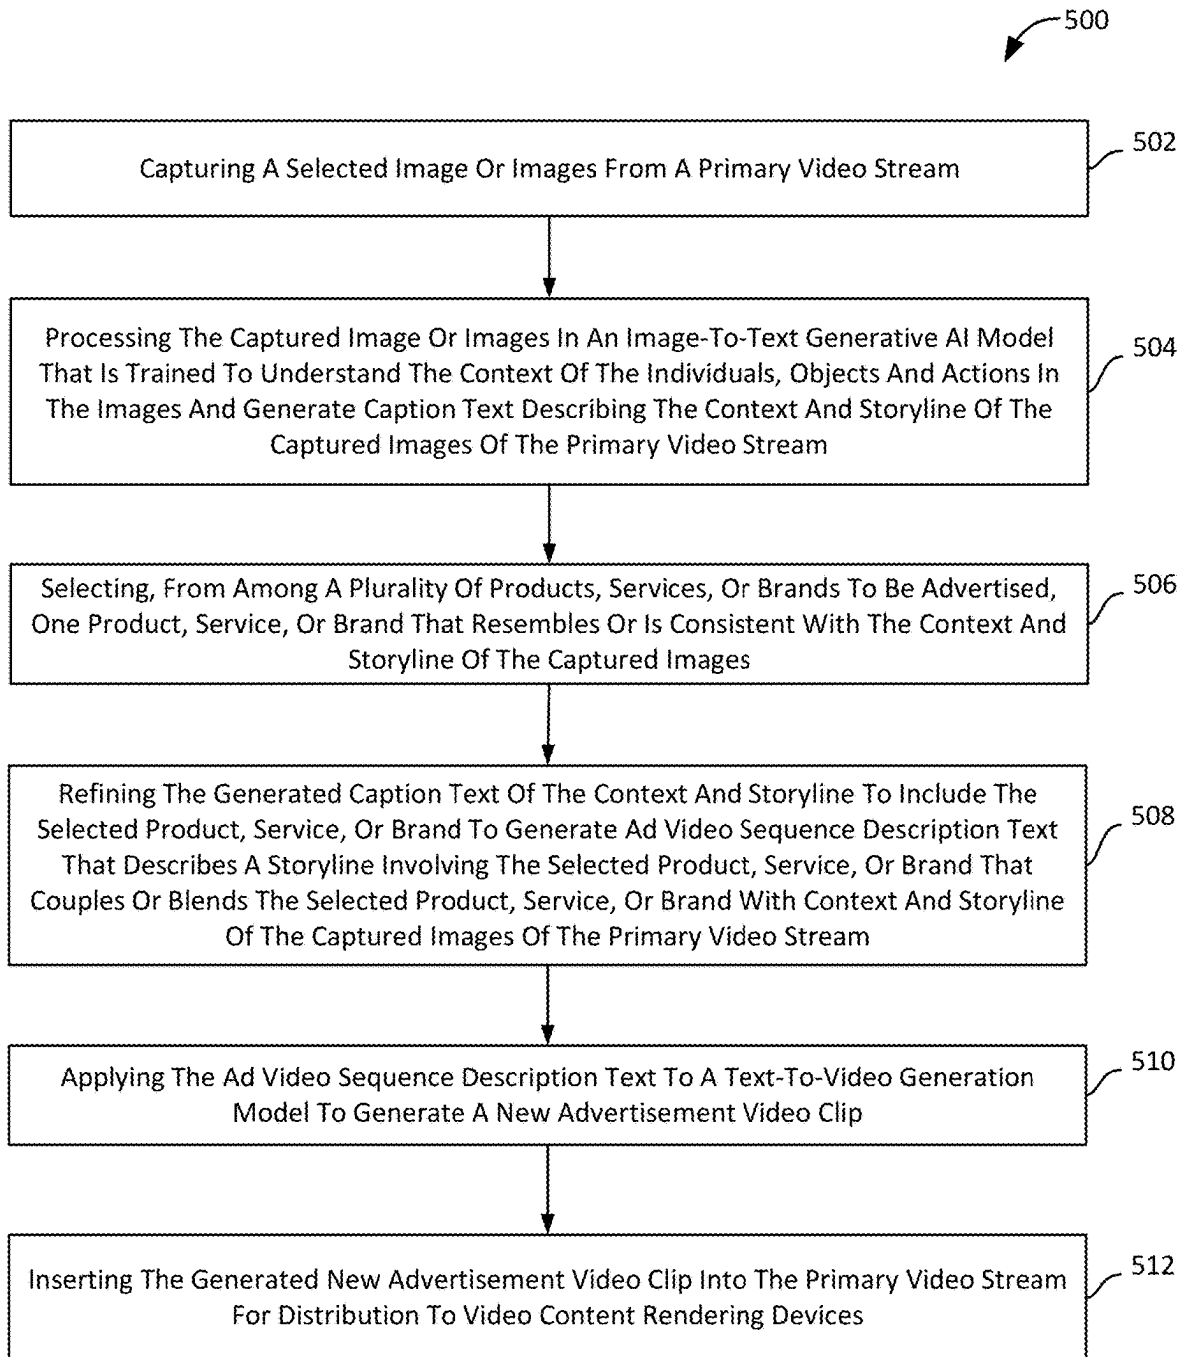 500
502
Capturing A Selected Image Or Images From A Primary Video Stream
504
Processing The Captured Image Or Images In An Image-To-Text Generative AI Model
That Is Trained To Understand The Context Of The Individuals, Objects And Actions In
The Images And Generate Caption Text Describing The Context And Storyline Of The
Captured Images Of The Primary Video Stream
506
Selecting, From Among A Plurality Of Products, Services, Or Brands To Be Advertised,
One Product, Service, Or Brand That Resembles Or Is Consistent With The Context And
Storyline Of The Captured Images
508
Refining The Generated Caption Text Of The Context And Storyline To Include The
Selected Product, Service, Or Brand To Generate Ad Video Sequence Description Text
That Describes A Storyline Involving The Selected Product, Service, Or Brand That
Couples Or Blends The Selected Product, Service, Or Brand With Context And Storyline
Of The Captured Images Of The Primary Video Stream
510
Applying The Ad Video Sequence Description Text To A Text-To-Video Generation
Model To Generate A New Advertisement Video Clip
512
Inserting The Generated New Advertisement Video Clip Into The Primary Video Stream
For Distribution To Video Content Rendering Devices